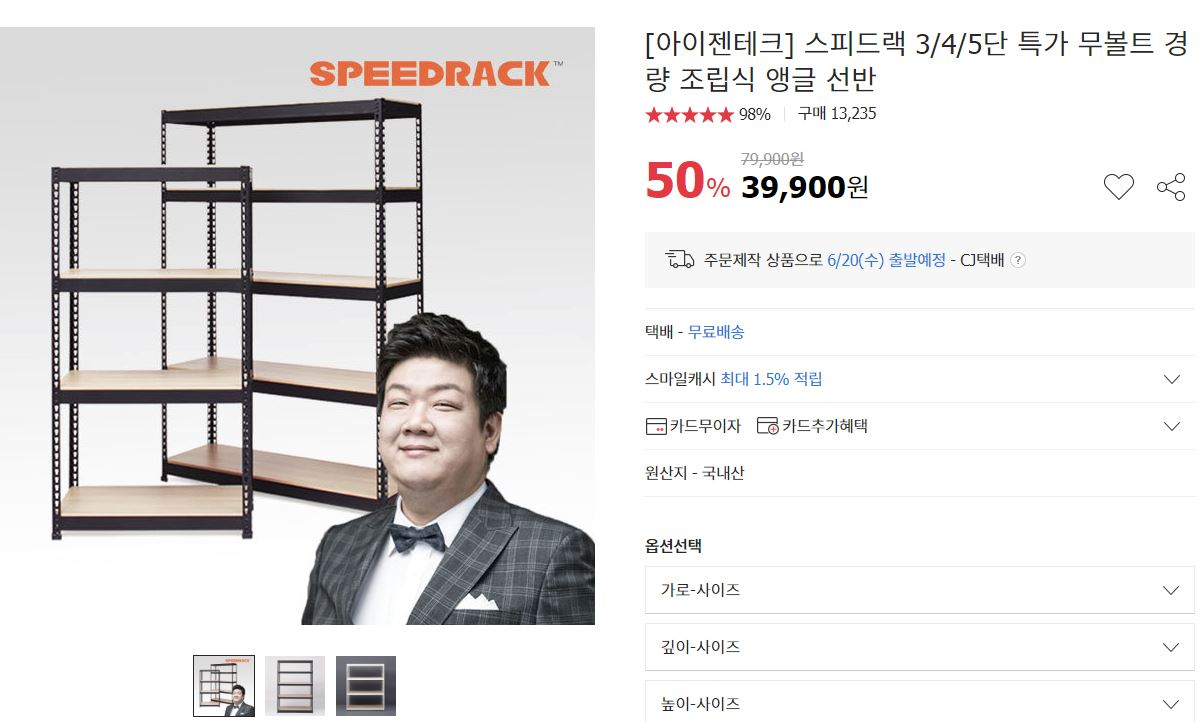 SPEEDRACK™
[아이젠테크] 스피드랙 3/4/5단 특가 무볼트 경
량 조립식 앵글 선반
98% 구매 13,235
79,900원
50% 39,900원
주문제작 상품으로 6/20(수) 출발예정 - CJ택배 ?
택배 - 무료배송
스마일캐시 최대 1.5% 적립
카드무이자 카드추가혜택
원산지 - 국내산
옵션선택
가로-사이즈
깊이-사이즈
높이-사이즈
SPEEDRACK